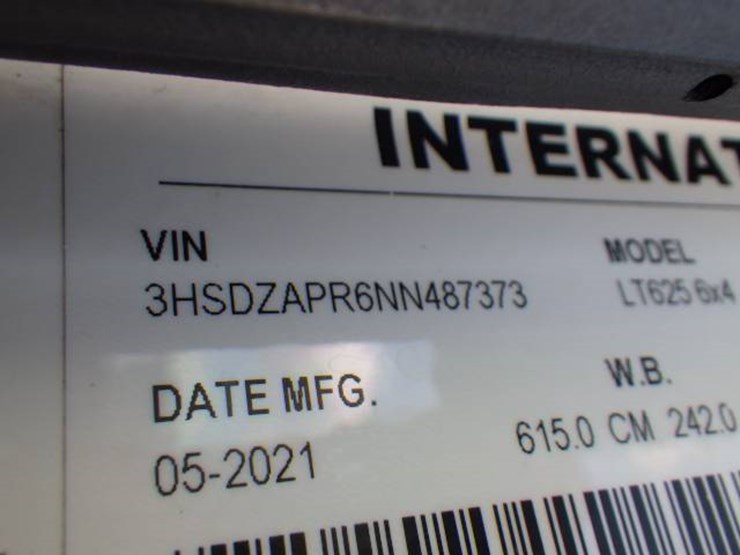 INTERNAT
VIN
MODEL
3HSDZAPR6NN487373
LT625 6x4
DATE MFG.
W.B.
05-2021
615.0 CM 242.0